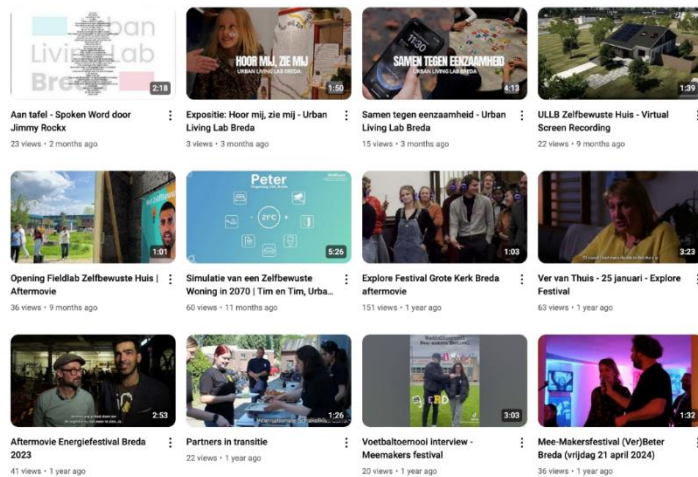 Urban
Living Lab
Breda
2:18
HOOR MIJ, ZIE MIJ
URBAN LIVING LAB BREDA
1:50
11:30
SAMEN TEGEN EENZAAMHEID
URBAN LIVING LAB BREDA
4:13
1:39
Aan tafel - Spoken Word door
Jimmy Rockx
23 views • 2 months ago
Expositie: Hoor mij, zie mij - Urban
Living Lab Breda
3 views • 3 months ago
Samen tegen eenzaamheid - Urban
Living Lab Breda
15 views • 3 months ago
ULLB Zelfbewuste Huis - Virtual
Screen Recording
22 views • 9 months ago
1:01
Peter
21°C
5:26
1:03
3:23
Opening Fieldlab Zelfbewuste Huis |
Aftermovie
36 views • 9 months ago
Simulatie van een Zelfbewuste
Woning in 2070 | Tim en Tim, Urba...
60 views • 11 months ago
Explore Festival Grote Kerk Breda
aftermovie
151 views • 1 year ago
Ver van Thuis - 25 januari - Explore
Festival
63 views • 1 year ago
2:53
1:26
3:03
1:32
Aftermovie Energiefestival Breda
2023
41 views • 1 year ago
Partners in transitie
22 views • 1 year ago
Voetbaltoernooi interview -
Meemakers festival
20 views • 1 year ago
Mee-Makersfestival (Ver)Beter
Breda (vrijdag 21 april 2024)
36 views • 1 year ago